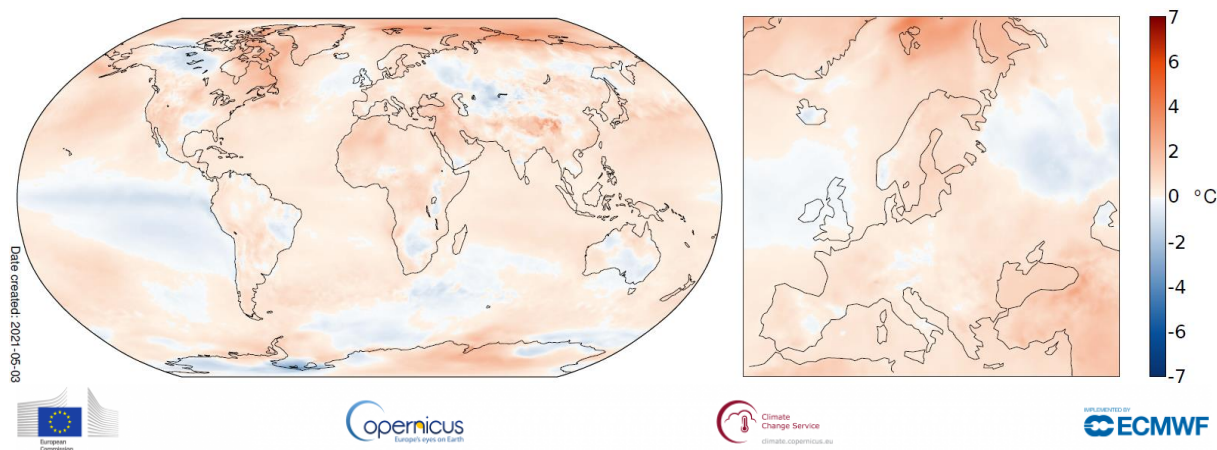 7
6
4
2
0 °C
-2
-4
-6
-7
Date created: 2021-05-03
European
Commission
Copernicus
Europe's eyes on Earth
Climate
Change Service
climate.copernicus.eu
IMPLEMENTED BY
ECMWF